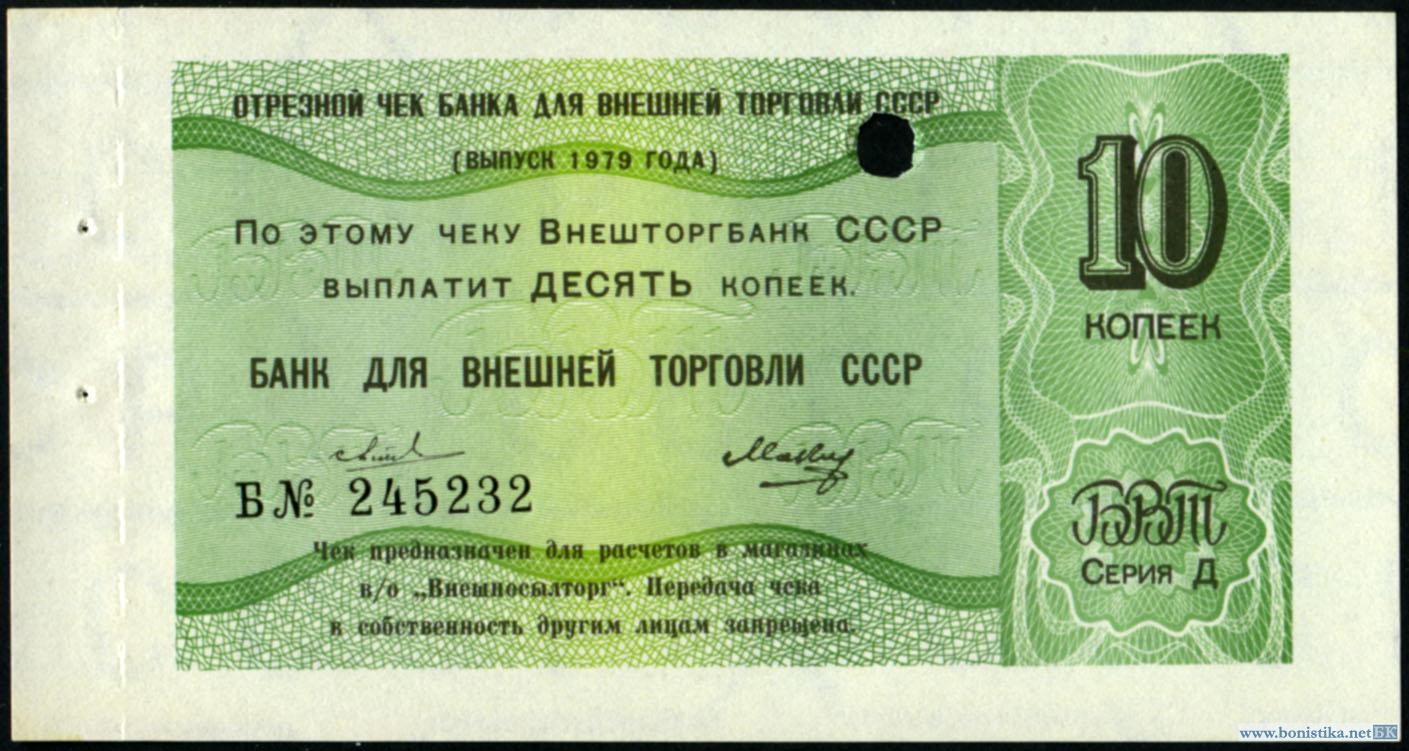 ОТРЕЗНОЙ ЧЕК БАНКА ДЛЯ ВНЕШНЕЙ ТОРГОВЛИ СССР
(ВЫПУСК 1979 ГОДА)
По этому чеку Внешторгбанк СССР
выплатит ДЕСЯТЬ копеек.
БАНК ДЛЯ ВНЕШНЕЙ ТОРГОВЛИ СССР
Б № 245232
Чек предназначен для расчетов в магазинах
в/о „Внешпосылторг“. Передача чека
в собственность другим лицам запрещена.
10
КОПЕЕК
БВТ
Серия Д
www.bonistika.net БК